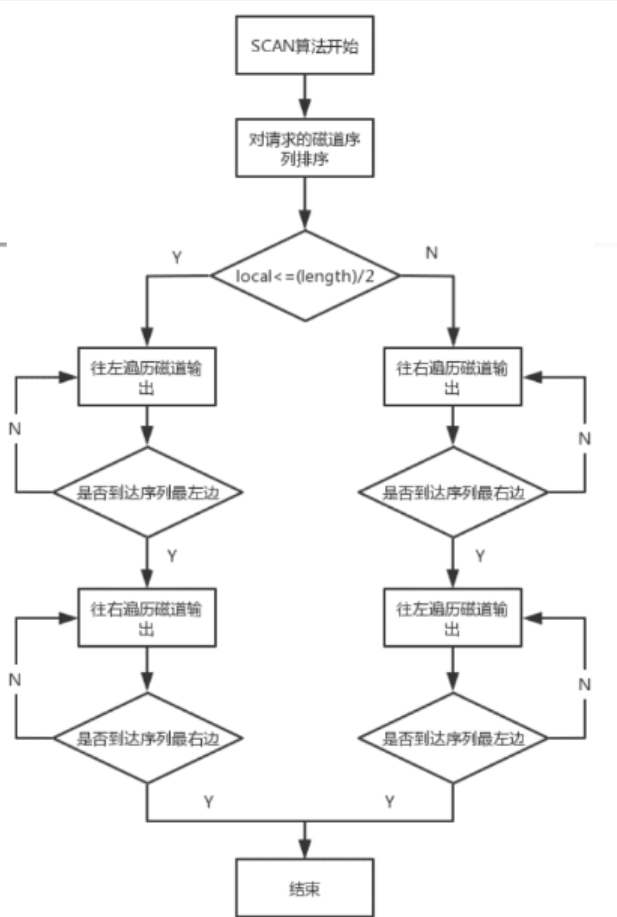 SCAN算法开始
对请求的磁道序
列排序
Y
N
local<=(length)/2
往左遍历磁道输
出
往右遍历磁道输
出
N
N
是否到达序列最左边
是否到达序列最右边
Y
Y
往右遍历磁道输
出
往左遍历磁道输
出
N
N
是否到达序列最右边
是否到达序列最左边
Y
Y
结束